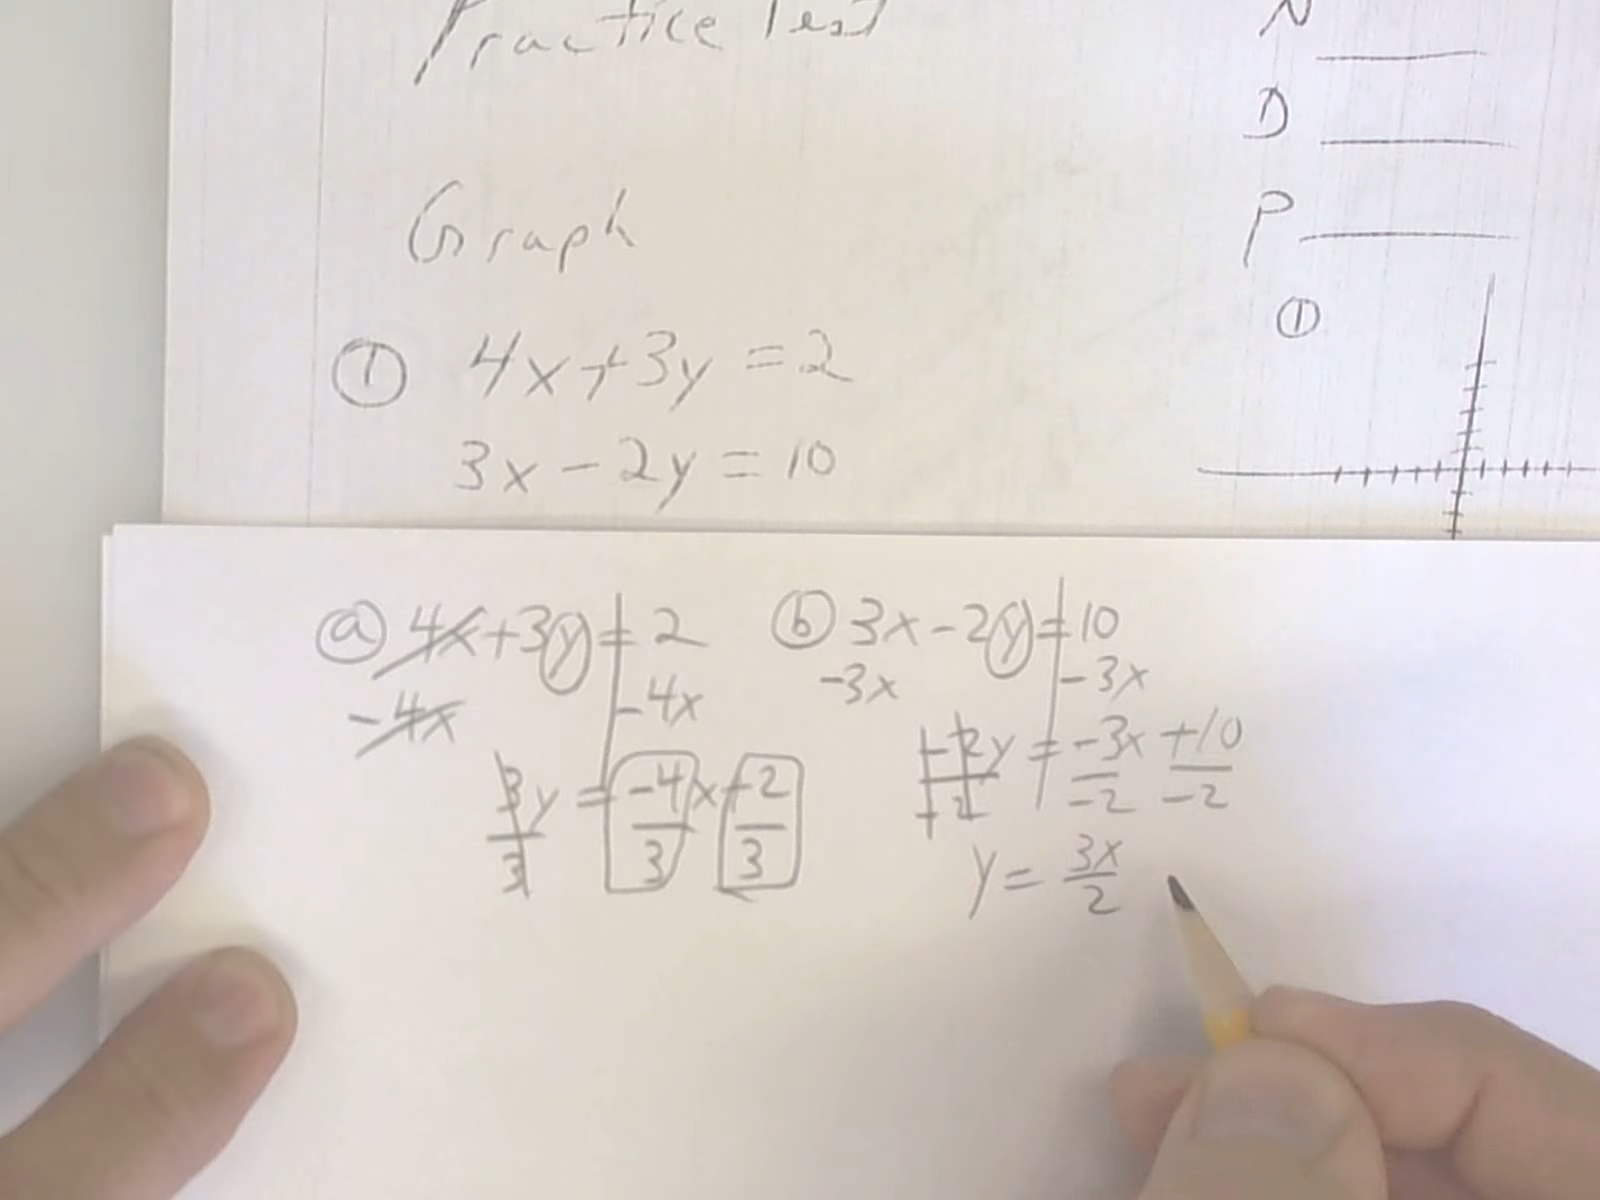 Practice Test
N
D
P
Graph
①
① 4x+3y=2
3x-2y=10
ⓐ 4x+3y=2
-4x -4x
3y = -4x +2
3 3 3
ⓑ 3x-2y=10
-3x -3x
-2y = -3x +10
-2 -2 -2
y = 3x
2